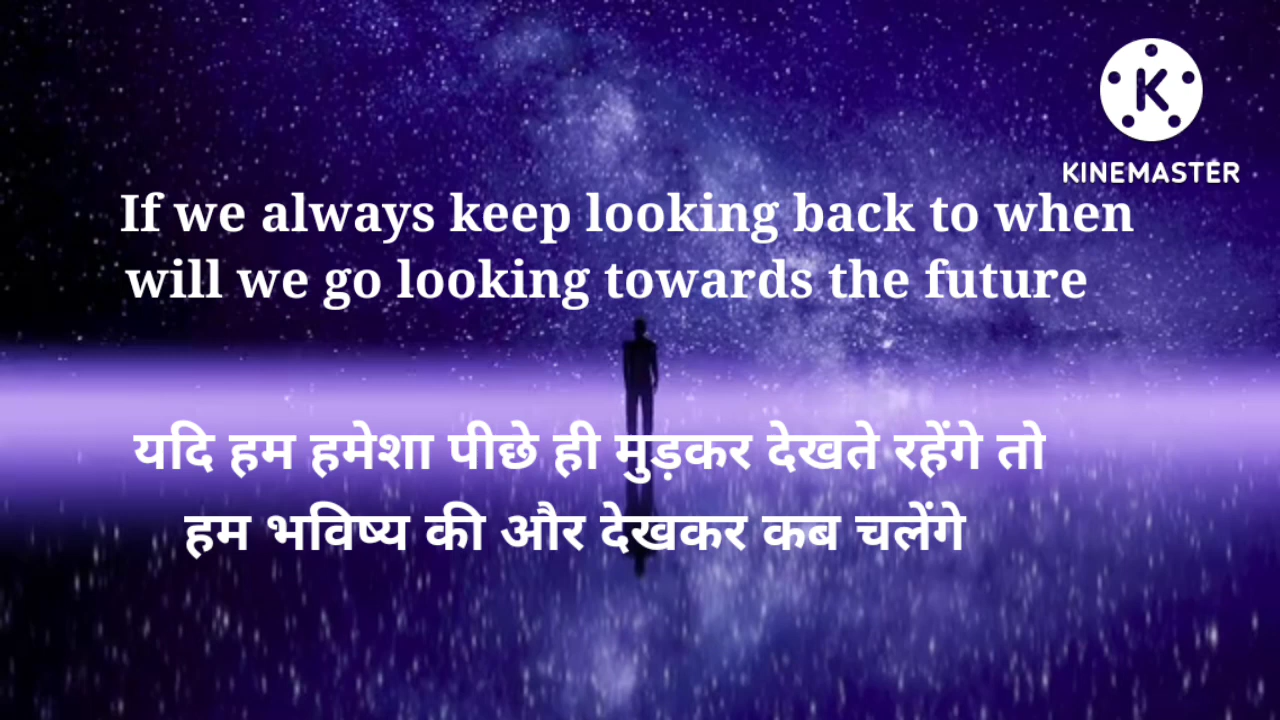 KINEMASTER
If we always keep looking back to when
will we go looking towards the future
यदि हम हमेशा पीछे ही मुड़कर देखते रहेंगे तो
हम भविष्य की और देखकर कब चलेंगे